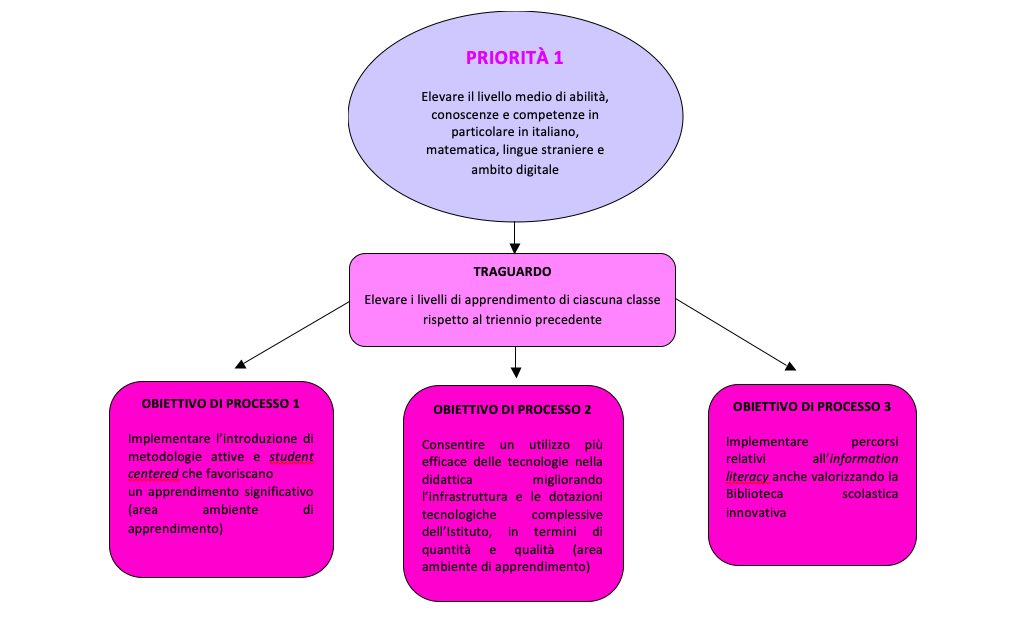 PRIORITÀ 1
Elevare il livello medio di abilità,
conoscenze e competenze in
particolare in italiano,
matematica, lingue straniere e
ambito digitale
TRAGUARDO
Elevare i livelli di apprendimento di ciascuna classe
rispetto al triennio precedente
OBIETTIVO DI PROCESSO 1
Implementare l'introduzione di
metodologie attive e student
centered che favoriscano
un apprendimento significativo
(area ambiente di
apprendimento)
OBIETTIVO DI PROCESSO 2
Consentire un utilizzo più
efficace delle tecnologie nella
didattica migliorando
l'infrastruttura e le dotazioni
tecnologiche complessive
dell'Istituto, in termini di
quantità e qualità (area
ambiente di apprendimento)
OBIETTIVO DI PROCESSO 3
Implementare percorsi
relativi all'information
literacy anche valorizzando la
Biblioteca scolastica
innovativa